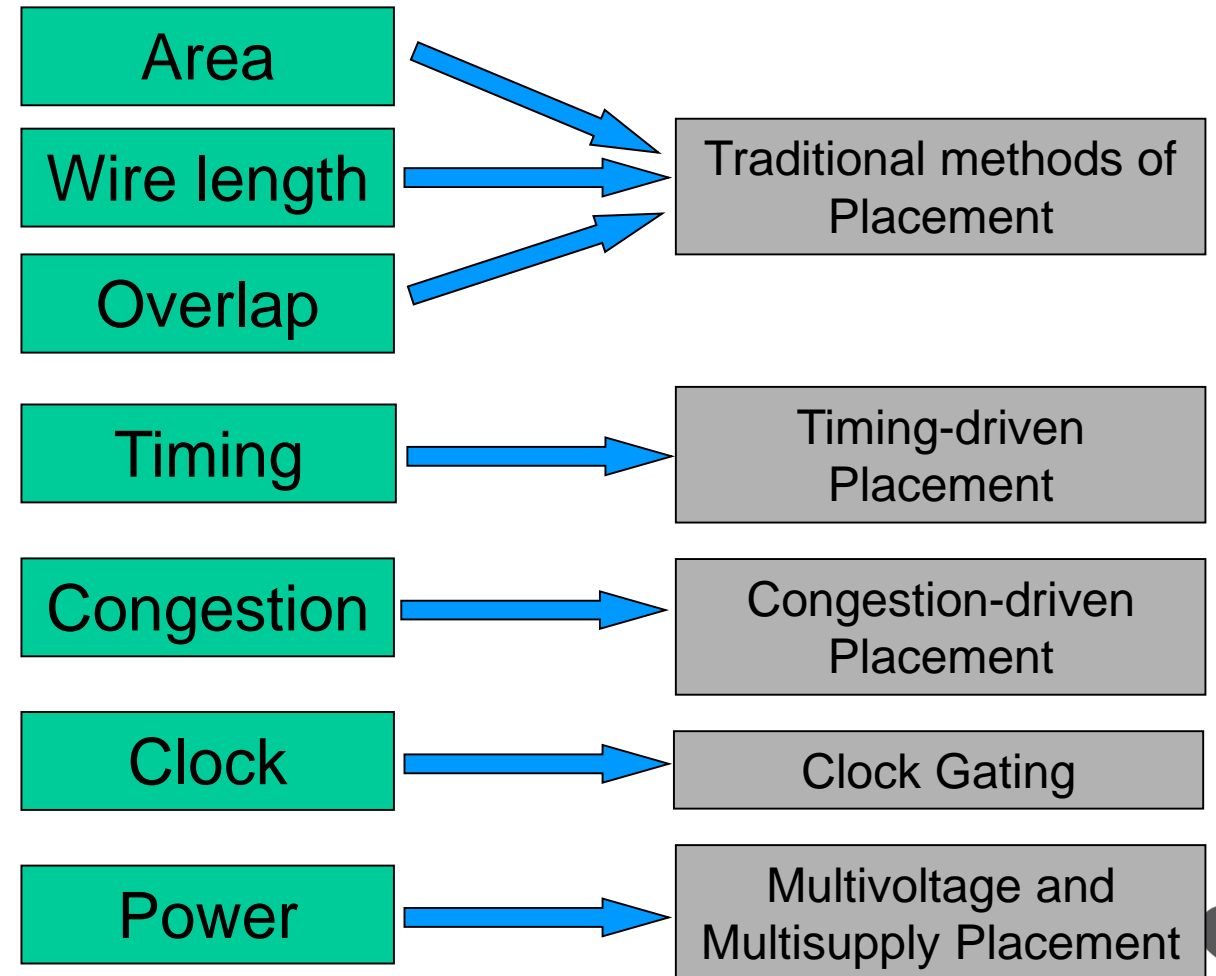 Area
Wire length
Overlap
Traditional methods of
Placement
Timing
Timing-driven
Placement
Congestion
Congestion-driven
Placement
Clock
Clock Gating
Power
Multivoltage and
Multisupply Placement